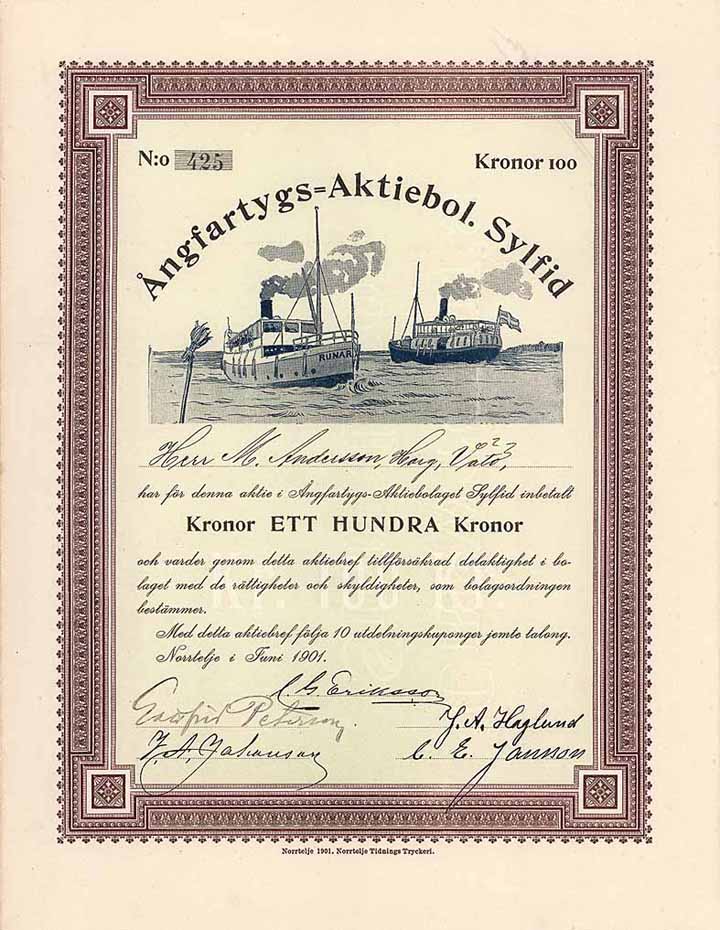 N:o 425
Kronor 100
Ångfartygs=Aktiebol. Sylfid
RUNAR
Herr M. Andersson, Harg, Vätö,
har för denna aktie i Ångfartygs-Aktiebolaget Sylfid inbetalt
Kronor ETT HUNDRA Kronor
och varder genom detta aktiebref tillförsäkrad delaktighet i bo-
laget med de rättigheter och skyldigheter, som bolagsordningen
bestämmer.
Med detta aktiebref följa 10 utdelningskuponger jemte talong.
Norrtelje i Juni 1901.
C. G. Eriksson
Peterson.
J. A. Haglund
J. A. Johanson
C. E. Jansson
Norrtelje 1901. Norrtelje Tidnings Tryckeri.